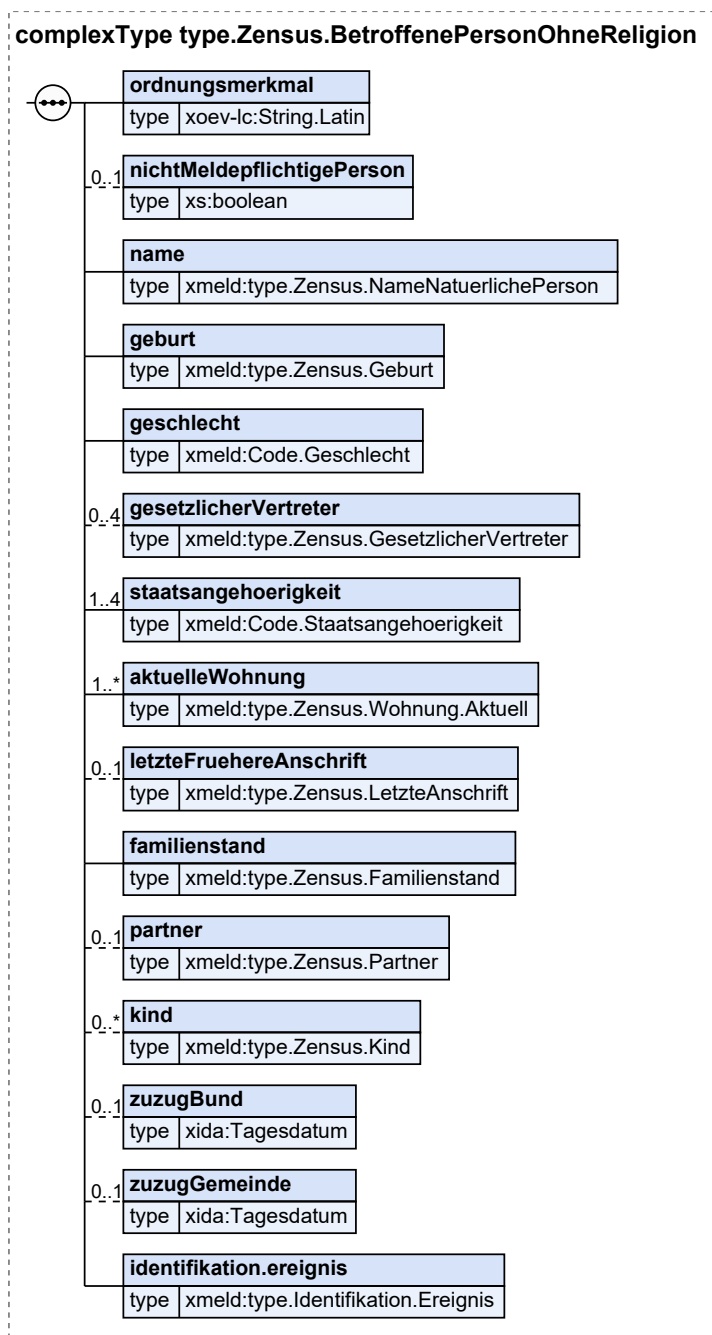 complexType type.Zensus.BetroffenePersonOhneReligion
ordnungsmerkmal
type xoev-lc:String.Latin
0..1 nichtMeldepflichtigePerson
type xs:boolean
name
type xmeld:type.Zensus.NameNatuerlichePerson
geburt
type xmeld:type.Zensus.Geburt
geschlecht
type xmeld:Code.Geschlecht
0..4 gesetzlicherVertreter
type xmeld:type.Zensus.GesetzlicherVertreter
1..4 staatsangehoerigkeit
type xmeld:Code.Staatsangehoerigkeit
1..* aktuelleWohnung
type xmeld:type.Zensus.Wohnung.Aktuell
0..1 letzteFruehereAnschrift
type xmeld:type.Zensus.LetzteAnschrift
familienstand
type xmeld:type.Zensus.Familienstand
0..1 partner
type xmeld:type.Zensus.Partner
0..* kind
type xmeld:type.Zensus.Kind
0..1 zuzugBund
type xida:Tagesdatum
0..1 zuzugGemeinde
type xida:Tagesdatum
identifikation.ereignis
type xmeld:type.Identifikation.Ereignis